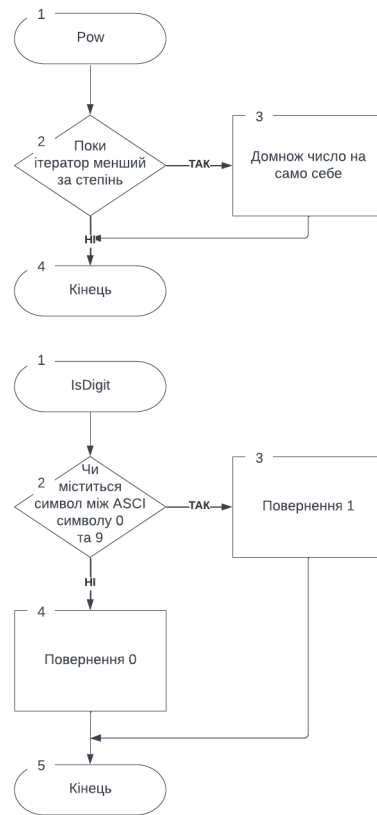 1
Pow
2
Поки
ітератор менший
за степінь
ТАК
3
Домнож число на
само себе
НІ
4
Кінець
1
IsDigit
2
Чи
міститься
символ між ASCI
символу 0
та 9
ТАК
3
Повернення 1
НІ
4
Повернення 0
5
Кінець